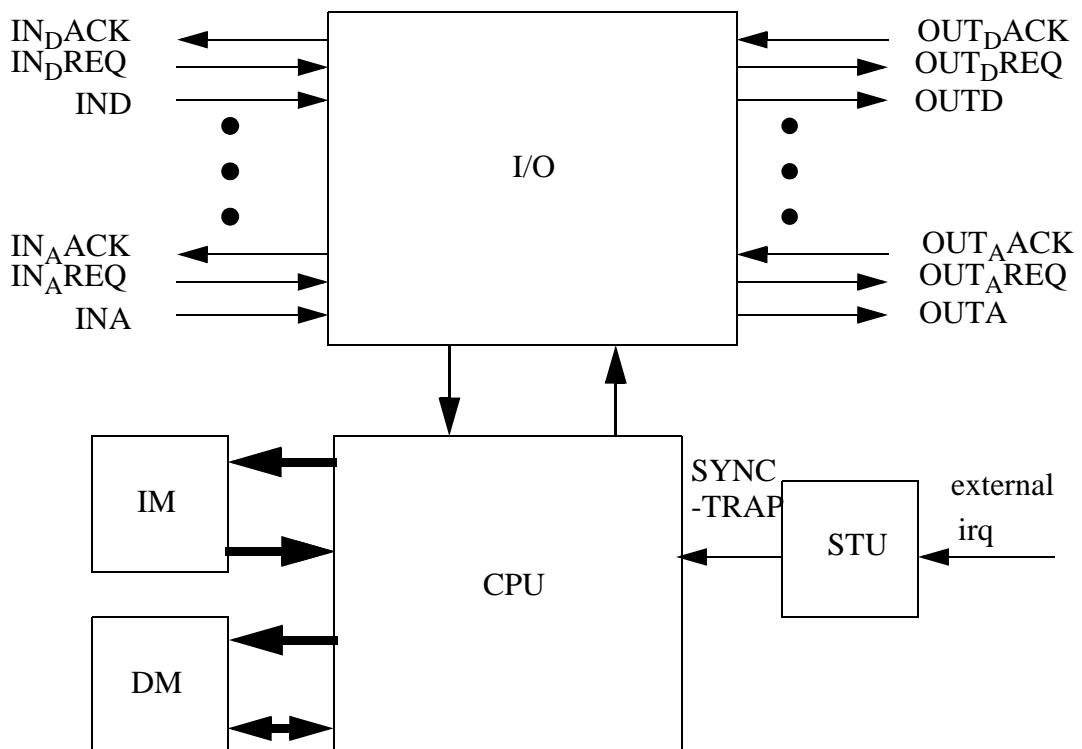 IN_DACK
IN_DREQ
IND
IN_AACK
IN_AREQ
INA
I/O
OUT_DACK
OUT_DREQ
OUTD
OUT_AACK
OUT_AREQ
OUTA
IM
DM
CPU
SYNC
-TRAP
STU
external
irq